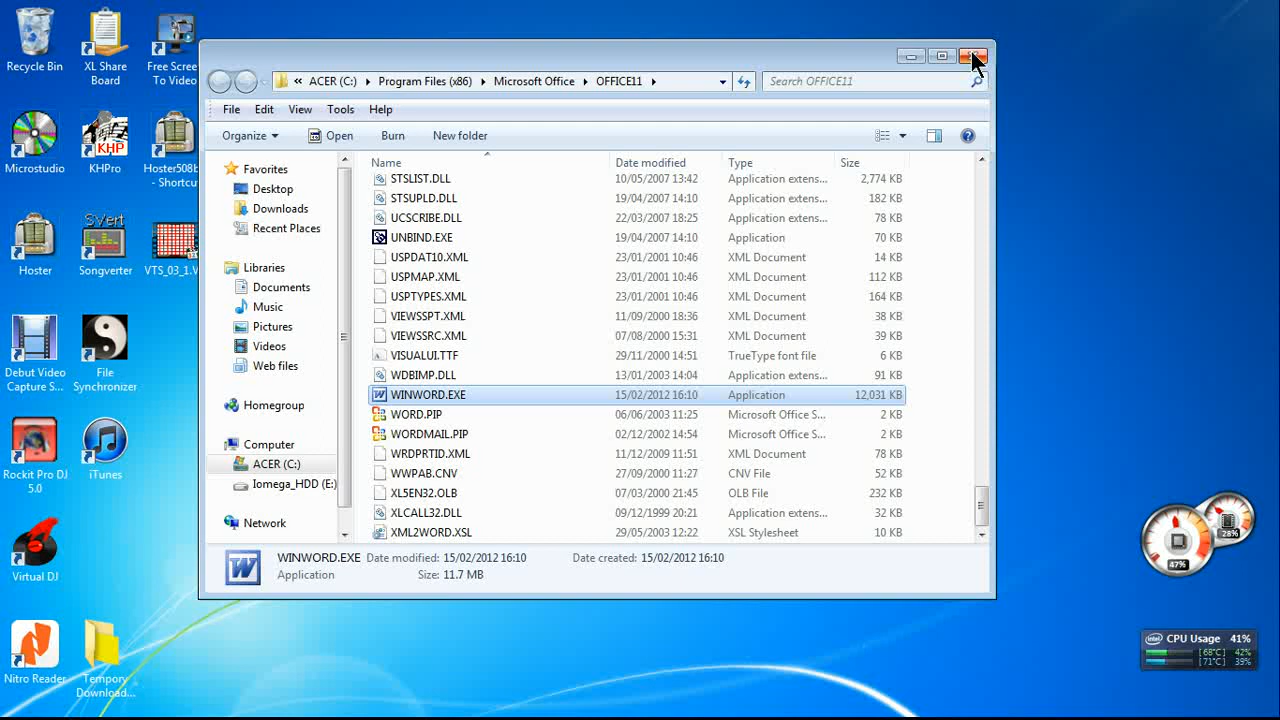 Recycle Bin
XL Share
Board
Free Scree
To Video
Microstudio
KHP
KHPro
Hoster508b
- Shortcu
Hoster
SVert
Songverter
VTS_03_1.V
Debut Video
Capture S...
File
Synchronizer
Rockit Pro DJ
5.0
iTunes
Virtual DJ
Nitro Reader
Tempory
Download...
« ACER (C:) Program Files (x86) Microsoft Office OFFICE11
Search OFFICE11
File Edit View Tools Help
Organize Open Burn New folder
Favorites
Desktop
Downloads
Recent Places
Libraries
Documents
Music
Pictures
Videos
Web files
Homegroup
Computer
ACER (C:)
Iomega_HDD (E:)
Network
Name Date modified Type Size
STSLIST.DLL 10/05/2007 13:42 Application extens... 2,774 KB
STSUPLD.DLL 19/04/2007 14:10 Application extens... 182 KB
UCSCRIBE.DLL 22/03/2007 18:25 Application extens... 78 KB
UNBIND.EXE 19/04/2007 14:10 Application 70 KB
USPDAT10.XML 23/01/2001 10:46 XML Document 14 KB
USPMAP.XML 23/01/2001 10:46 XML Document 112 KB
USPTYPES.XML 23/01/2001 10:46 XML Document 164 KB
VIEWSSPT.XML 11/09/2000 18:36 XML Document 38 KB
VIEWSSRC.XML 07/08/2000 15:31 XML Document 39 KB
VISUALUI.TTF 29/11/2000 14:51 TrueType font file 6 KB
WDBIMP.DLL 13/01/2003 14:04 Application extens... 91 KB
WINWORD.EXE 15/02/2012 16:10 Application 12,031 KB
WORD.PIP 06/06/2003 11:25 Microsoft Office S... 2 KB
WORDMAIL.PIP 02/12/2002 14:54 Microsoft Office S... 2 KB
WRDPRTID.XML 11/12/2009 11:51 XML Document 78 KB
WWPAB.CNV 27/09/2000 11:27 CNV File 52 KB
XL5EN32.OLB 07/03/2000 21:45 OLB File 232 KB
XLCALL32.DLL 09/12/1999 20:21 Application extens... 32 KB
XML2WORD.XSL 29/05/2003 12:22 XSL Stylesheet 10 KB
WINWORD.EXE Date modified: 15/02/2012 16:10 Date created: 15/02/2012 16:10
Application Size: 11.7 MB
28%
47%
intel CPU Usage 41%
[68°C] 42%
[71°C] 39%